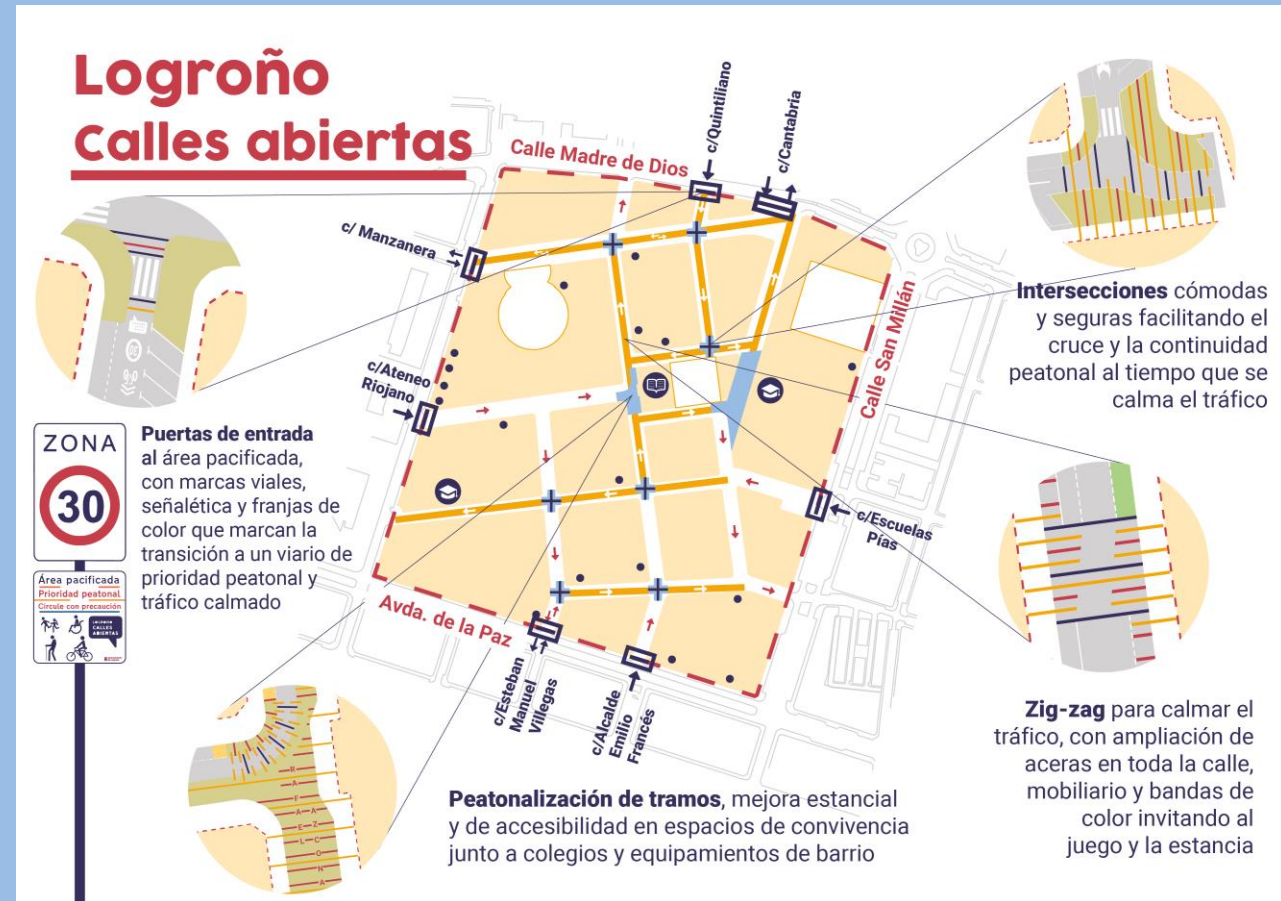 Logroño
Calles abiertas
Calle Madre de Dios
c/Quintiliano
c/Cantabria
c/ Manzanera
c/Ateneo
Riojano
Calle San Millán
c/Escuelas
Pías
Avda. de la Paz
c/Esteban
Manuel
Villegas
c/Alcalde
Emilio
Francés
Intersecciones cómodas
y seguras facilitando el
cruce y la continuidad
peatonal al tiempo que se
calma el tráfico
ZONA
30
Área pacificada
Prioridad peatonal
Circule con precaución
LOGROÑO
CALLES
ABIERTAS
Puertas de entrada
al área pacificada,
con marcas viales,
señalética y franjas de
color que marcan la
transición a un viario de
prioridad peatonal y
tráfico calmado
30
RAFAEL
AZCONA
Peatonalización de tramos, mejora estancial
y de accesibilidad en espacios de convivencia
junto a colegios y equipamientos de barrio
Zig-zag para calmar el
tráfico, con ampliación de
aceras en toda la calle,
mobiliario y bandas de
color invitando al
juego y la estancia